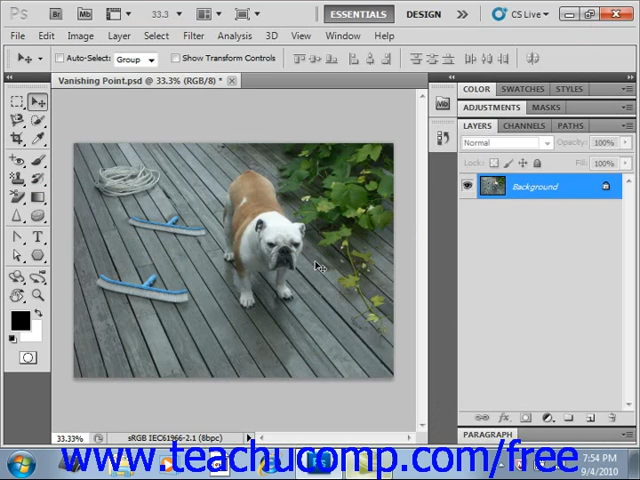 Ps Br Mb 33.3 ESSENTIALS DESIGN CS Live
File Edit Image Layer Select Filter Analysis 3D View Window Help
Auto-Select: Group Show Transform Controls
Vanishing Point.psd @ 33.3% (RGB/8) *
COLOR SWATCHES STYLES
Mb
ADJUSTMENTS MASKS
LAYERS CHANNELS PATHS
Normal Opacity: 100%
Lock: Fill: 100%
Background
T
33.33% sRGB IEC61966-2.1 (8bpc)
PARAGRAPH
www.teachucomp.com/free
7:54 PM
9/4/2010